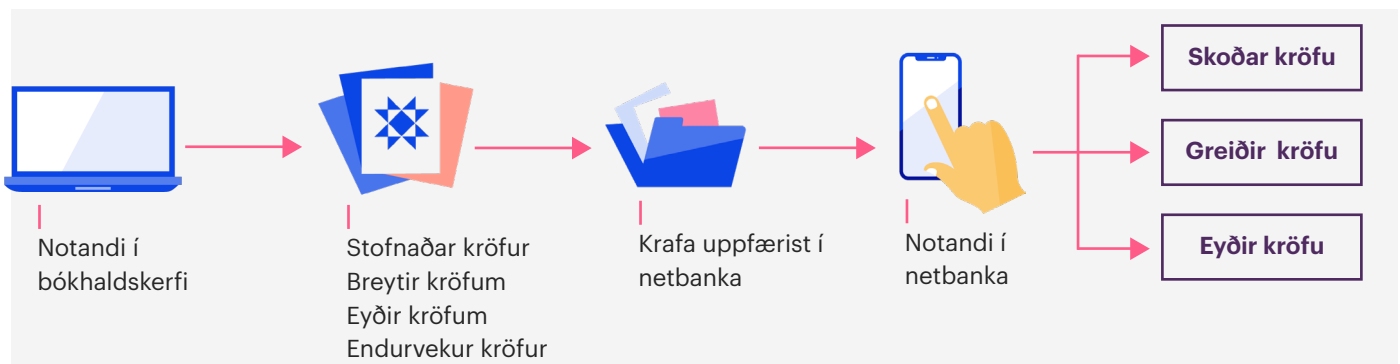 Notandi í
bókhaldskerfi
Stofnaðar kröfur
Breytir kröfum
Eyðir kröfum
Endurvekur kröfur
Krafa uppfærist í
netbanka
Notandi í
netbanka
Skoðar kröfu
Greiðir kröfu
Eyðir kröfu